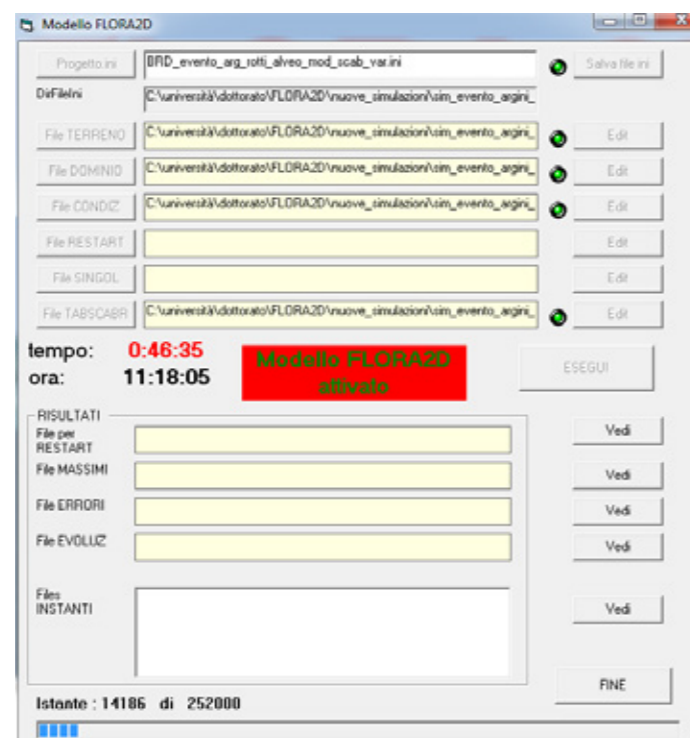 Modello FLORA2D
Progetto.ini BRD_evento_arg_rotti_alveo_mod_scab_var.ini Salva file ini
DirFileIni C:\università\dottorato\FLORA2D\nuove_simulazioni\sim_evento_argini_
File TERRENO C:\università\dottorato\FLORA2D\nuove_simulazioni\sim_evento_argini_ Edit
File DOMINIO C:\università\dottorato\FLORA2D\nuove_simulazioni\sim_evento_argini_ Edit
File CONDIZ C:\università\dottorato\FLORA2D\nuove_simulazioni\sim_evento_argini_ Edit
File RESTART Edit
File SINGOL Edit
File TABSCABR C:\università\dottorato\FLORA2D\nuove_simulazioni\sim_evento_argini_ Edit
tempo: 0:46:35
ora: 11:18:05
Modello FLORA2D
attivato
ESEGUI
RISULTATI
File per
RESTART
Vedi
File MASSIMI Vedi
File ERRORI Vedi
File EVOLUZ Vedi
Files
INSTANTI
Vedi
FINE
Istante : 14186 di 252000